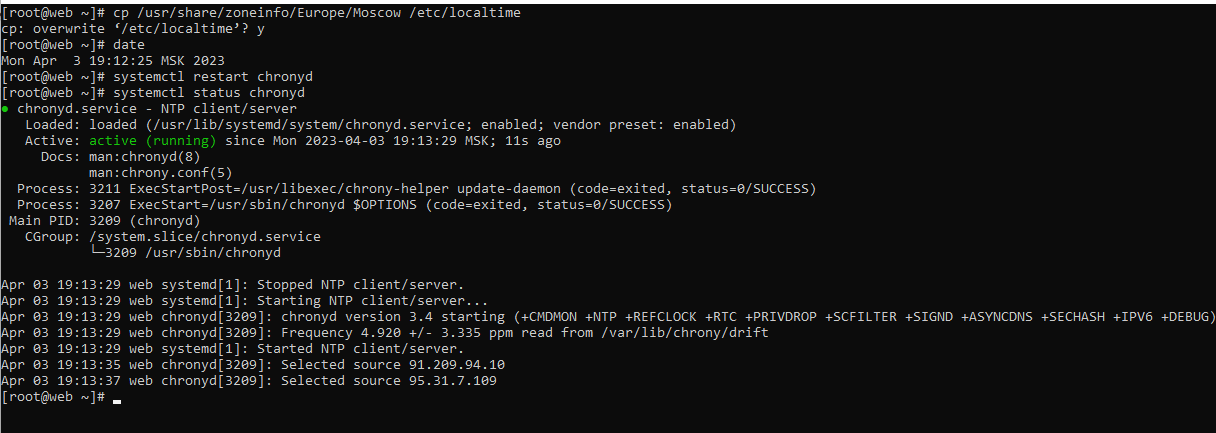 [root@web ~]# cp /usr/share/zoneinfo/Europe/Moscow /etc/localtime
cp: overwrite ‘/etc/localtime’? y
[root@web ~]# date
Mon Apr  3 19:12:25 MSK 2023
[root@web ~]# systemctl restart chronyd
[root@web ~]# systemctl status chronyd
● chronyd.service - NTP client/server
   Loaded: loaded (/usr/lib/systemd/system/chronyd.service; enabled; vendor preset: enabled)
   Active: active (running) since Mon 2023-04-03 19:13:29 MSK; 11s ago
     Docs: man:chronyd(8)
           man:chrony.conf(5)
  Process: 3211 ExecStartPost=/usr/libexec/chrony-helper update-daemon (code=exited, status=0/SUCCESS)
  Process: 3207 ExecStart=/usr/sbin/chronyd $OPTIONS (code=exited, status=0/SUCCESS)
 Main PID: 3209 (chronyd)
   CGroup: /system.slice/chronyd.service
           └─3209 /usr/sbin/chronyd

Apr 03 19:13:29 web systemd[1]: Stopped NTP client/server.
Apr 03 19:13:29 web systemd[1]: Starting NTP client/server...
Apr 03 19:13:29 web chronyd[3209]: chronyd version 3.4 starting (+CMDMON +NTP +REFCLOCK +RTC +PRIVDROP +SCFILTER +SIGND +ASYNCDNS +SECHASH +IPV6 +DEBUG)
Apr 03 19:13:29 web chronyd[3209]: Frequency 4.920 +/- 3.335 ppm read from /var/lib/chrony/drift
Apr 03 19:13:29 web systemd[1]: Started NTP client/server.
Apr 03 19:13:35 web chronyd[3209]: Selected source 91.209.94.10
Apr 03 19:13:37 web chronyd[3209]: Selected source 95.31.7.109
[root@web ~]#